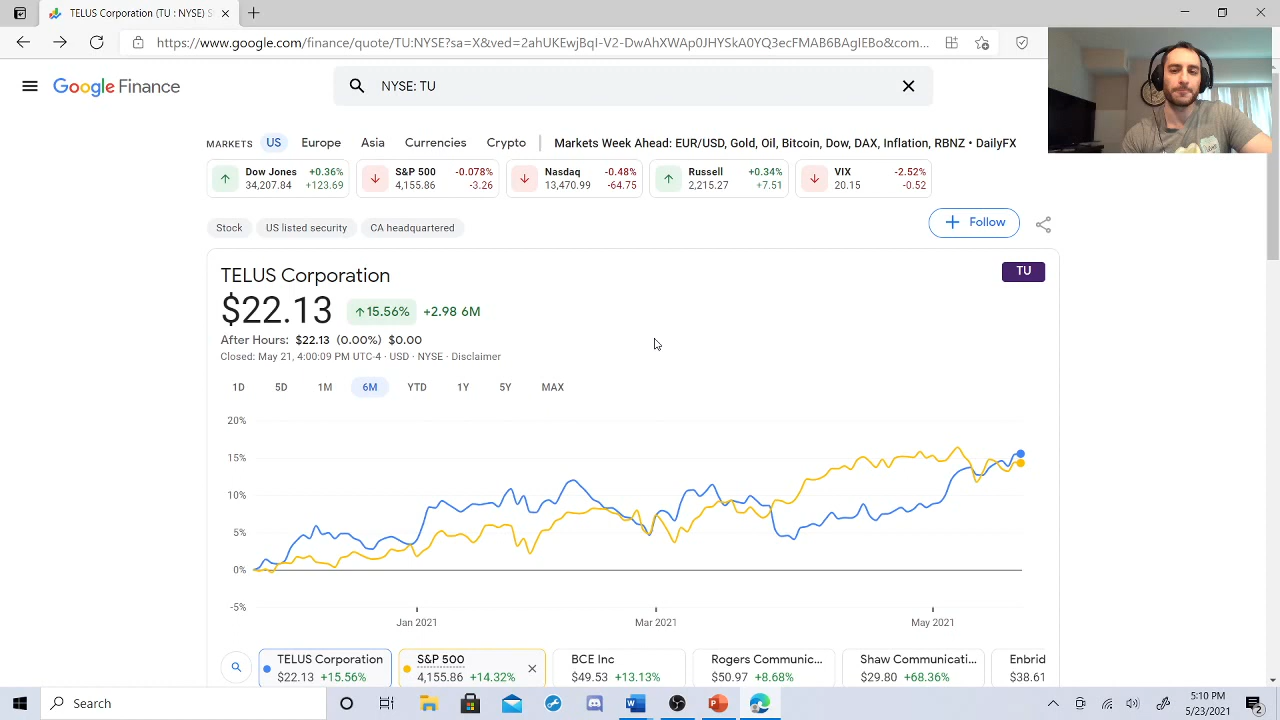 TELUS Corporation (TU : NYSE) S
https://www.google.com/finance/quote/TU:NYSE?sa=X&ved=2ahUKEwjBqI-V2-DwAhXWAp0JHYSkA0YQ3ecFMAB6BAgIEBo&com...
Google Finance
NYSE: TU
MARKETS US Europe Asia Currencies Crypto Markets Week Ahead: EUR/USD, Gold, Oil, Bitcoin, Dow, DAX, Inflation, RBNZ • DailyFX
Dow Jones +0.36% S&P 500 -0.078% Nasdaq -0.48% Russell +0.34% VIX -2.52%
34,207.84 +123.69 4,155.86 -3.26 13,470.99 -64.75 2,215.27 +7.51 20.15 -0.52
Stock US listed security CA headquartered Follow
TELUS Corporation TU
$22.13 ↑15.56% +2.98 6M
After Hours: $22.13 (0.00%) $0.00
Closed: May 21, 4:00:09 PM UTC-4 · USD · NYSE · Disclaimer
1D 5D 1M 6M YTD 1Y 5Y MAX
20%
15%
10%
5%
0%
-5%
Jan 2021 Mar 2021 May 2021
TELUS Corporation S&P 500 BCE Inc Rogers Communic... Shaw Communicati... Enbrid
$22.13 +15.56% 4,155.86 +14.32% $49.53 +13.13% $50.97 +8.68% $29.80 +68.36% $38.61
Search
5:10 PM
5/23/2021
2